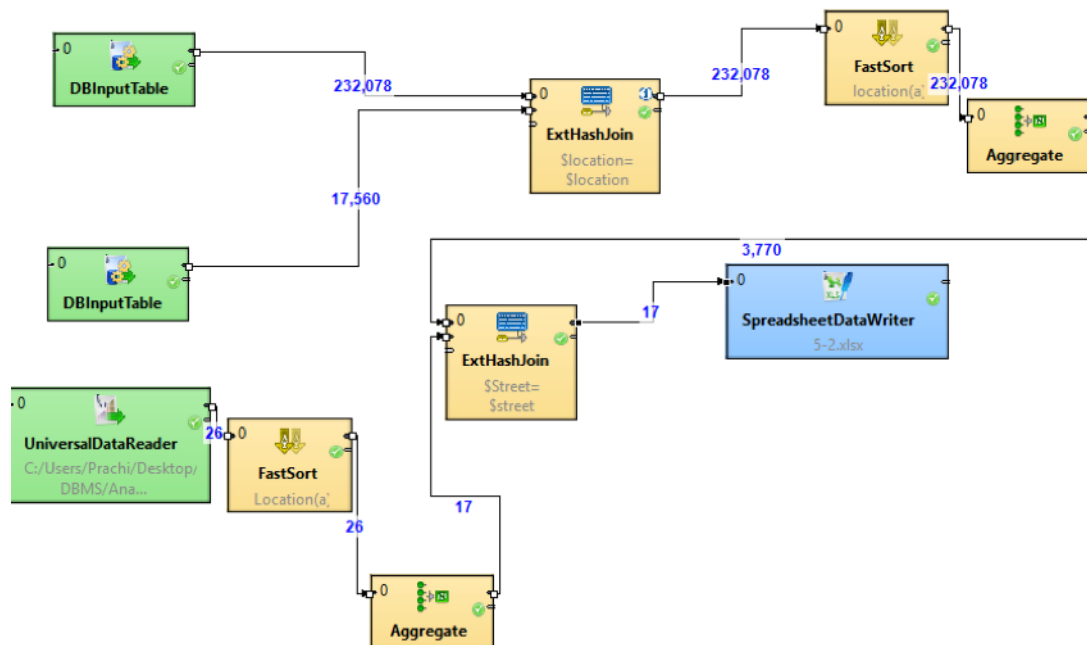 0
DBInputTable
232,078
0
ExtHashJoin
$location=
$location
232,078
0
FastSort
location(a)
232,078
0
Aggregate
17,560
0
DBInputTable
3,770
0
ExtHashJoin
$Street=
$street
17
0
SpreadsheetDataWriter
5-2.xlsx
0
UniversalDataReader
C:/Users/Prachi/Desktop/
DBMS/Ana...
26
0
FastSort
Location(a)
26
17
0
Aggregate